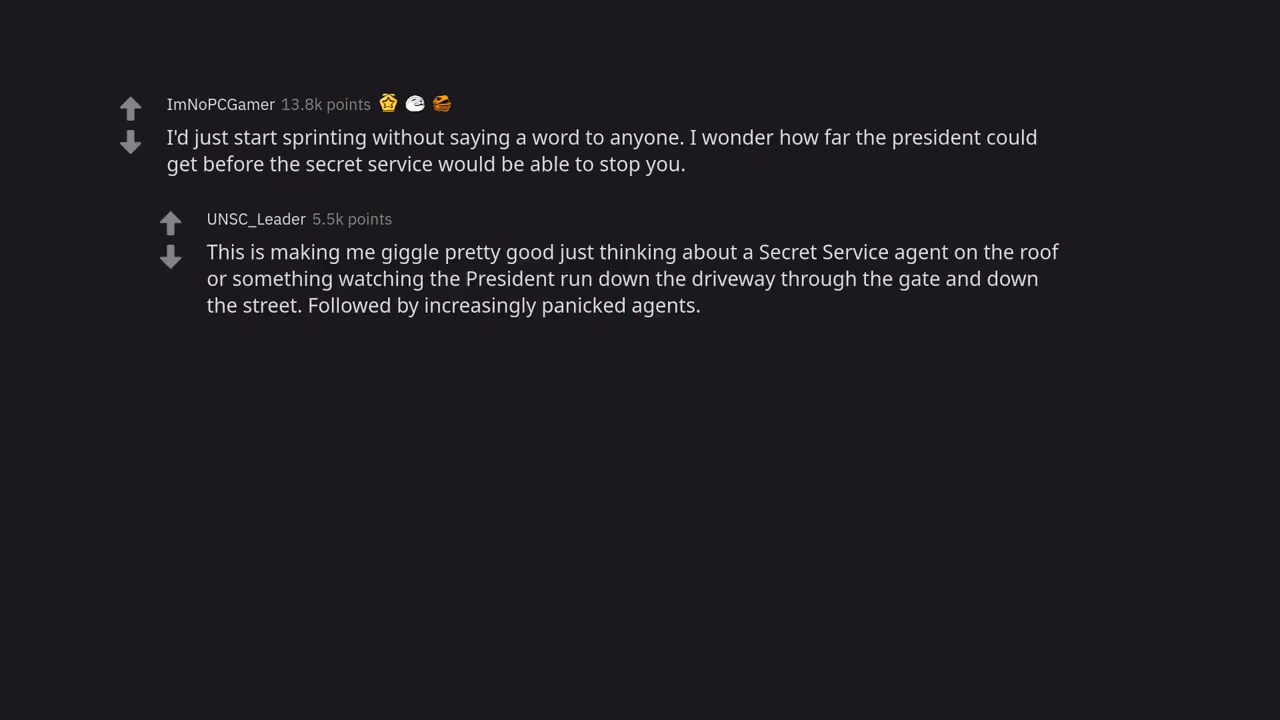 ImNoPCGamer 13.8k points
I'd just start sprinting without saying a word to anyone. I wonder how far the president could
get before the secret service would be able to stop you.
UNSC_Leader 5.5k points
This is making me giggle pretty good just thinking about a Secret Service agent on the roof
or something watching the President run down the driveway through the gate and down
the street. Followed by increasingly panicked agents.